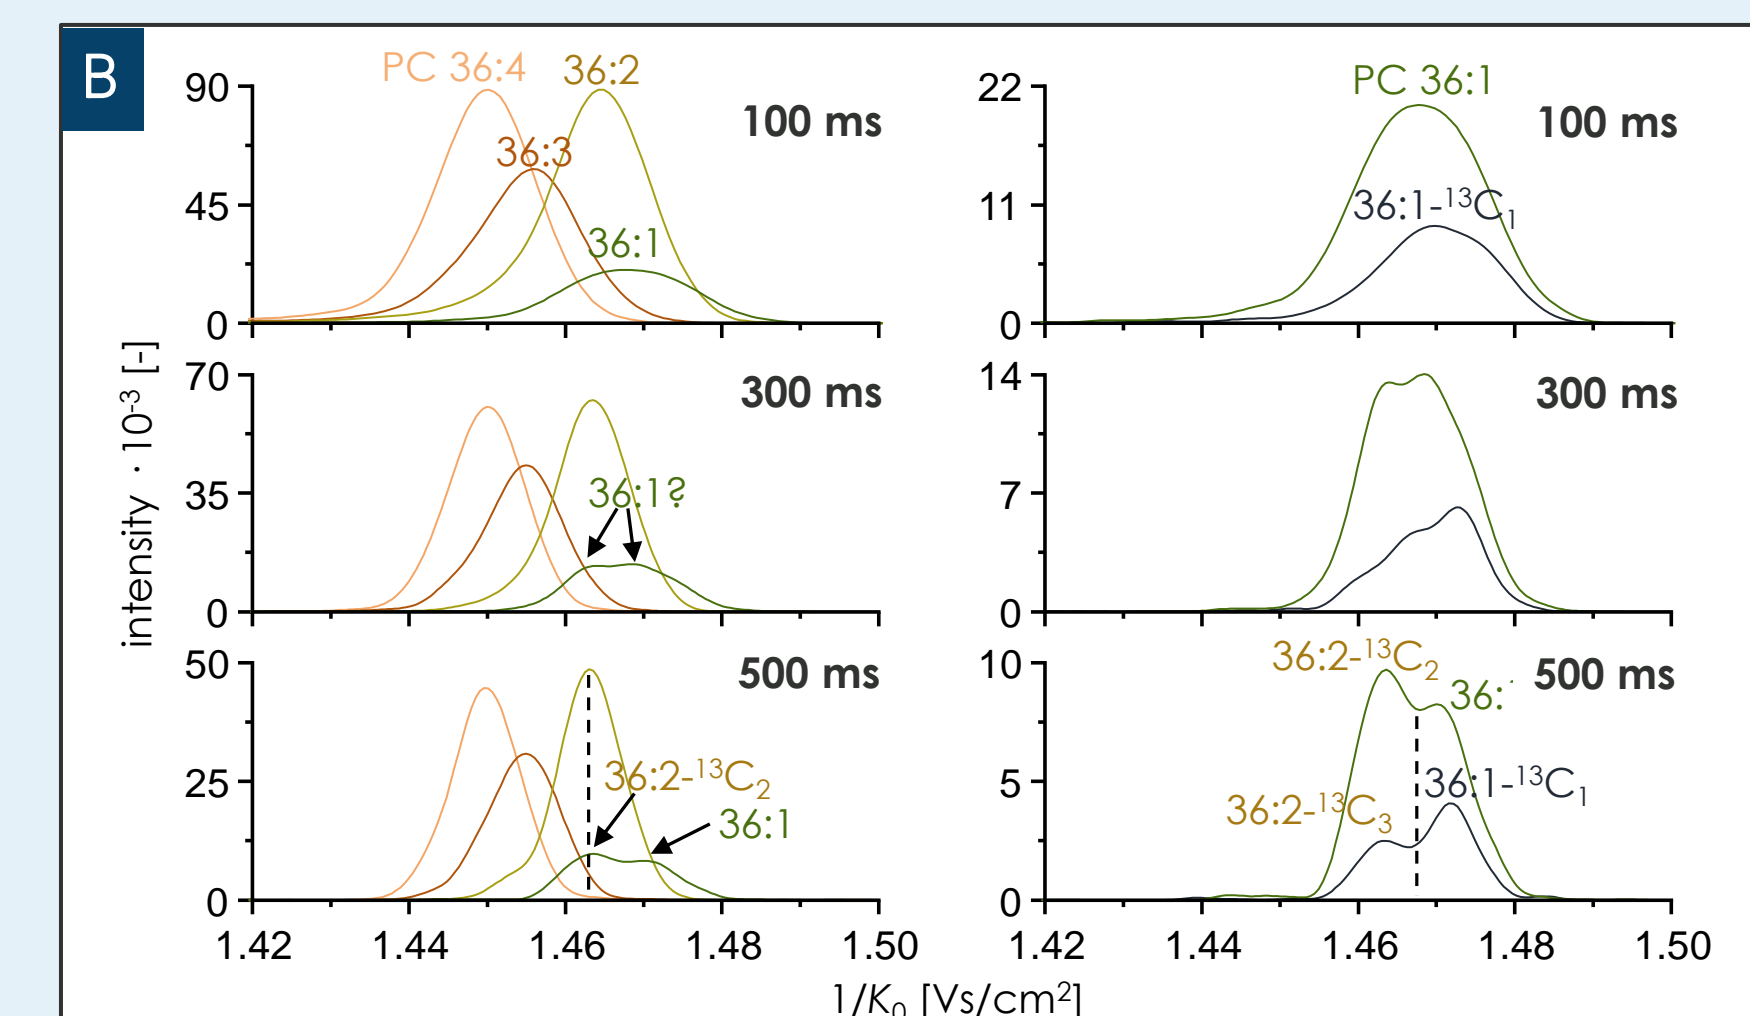 B
PC 36:4
36:2
36:3
36:1
100 ms
90
45
0
PC 36:1
36:1-¹³C₁
100 ms
22
11
0
intensity · 10⁻³ [-]
300 ms
70
35
0
36:1?
300 ms
14
7
0
500 ms
50
25
0
36:2-¹³C₂
36:1
1.42 1.44 1.46 1.48 1.50
36:2-¹³C₂
36:
500 ms
10
5
0
36:2-¹³C₃
36:1-¹³C₁
1.42 1.44 1.46 1.48 1.50
1/K₀ [Vs/cm²]